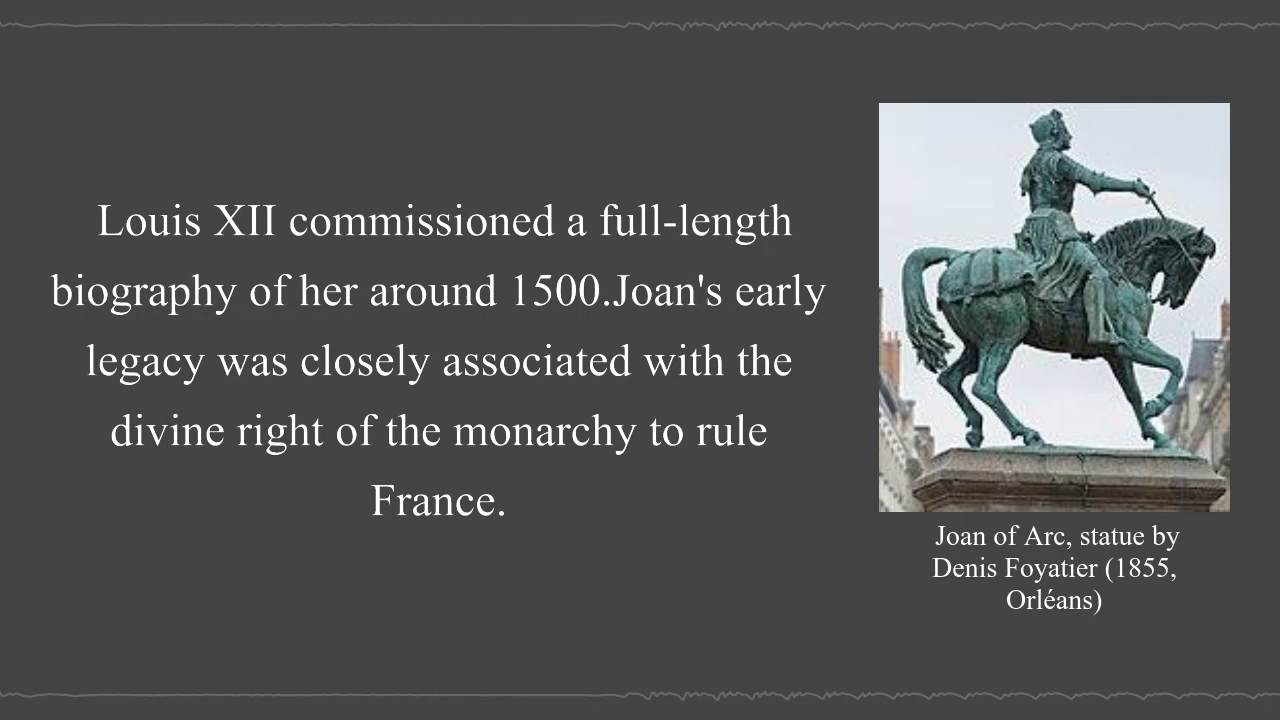 Louis XII commissioned a full-length
biography of her around 1500.Joan's early
legacy was closely associated with the
divine right of the monarchy to rule
France.
Joan of Arc, statue by
Denis Foyatier (1855,
Orléans)